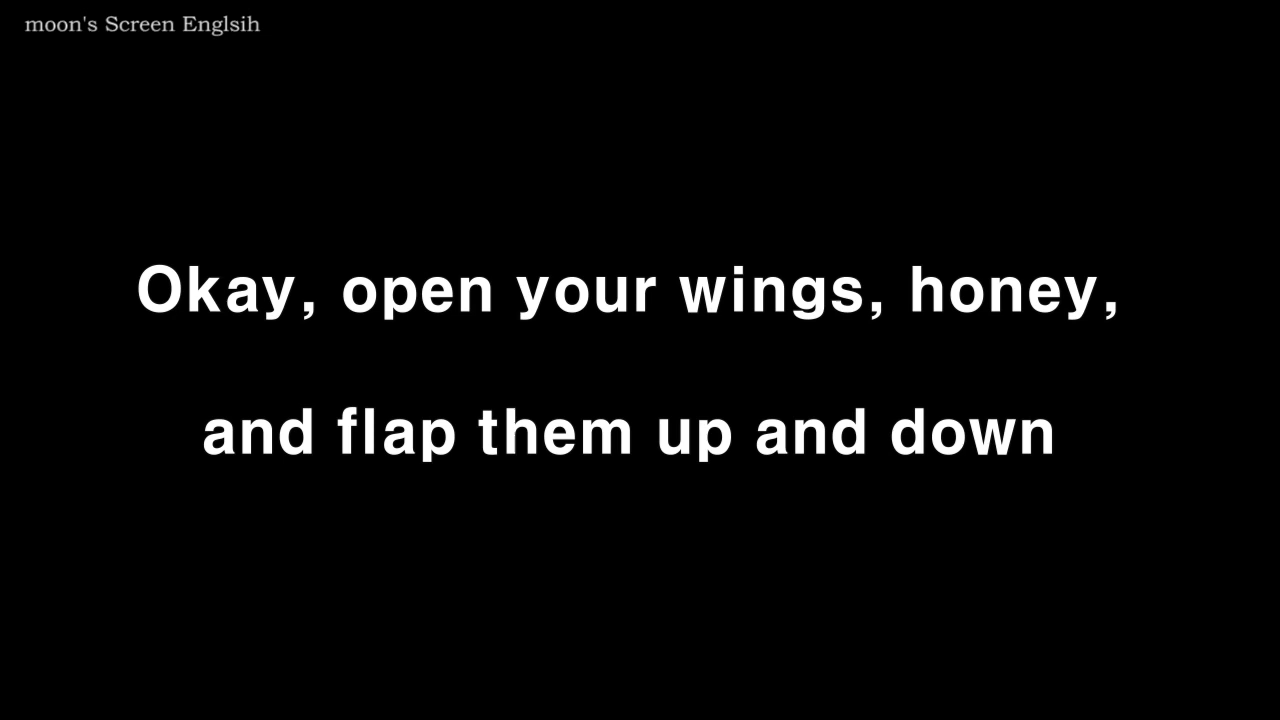 moon's Screen Englsih
Okay, open your wings, honey,
and flap them up and down